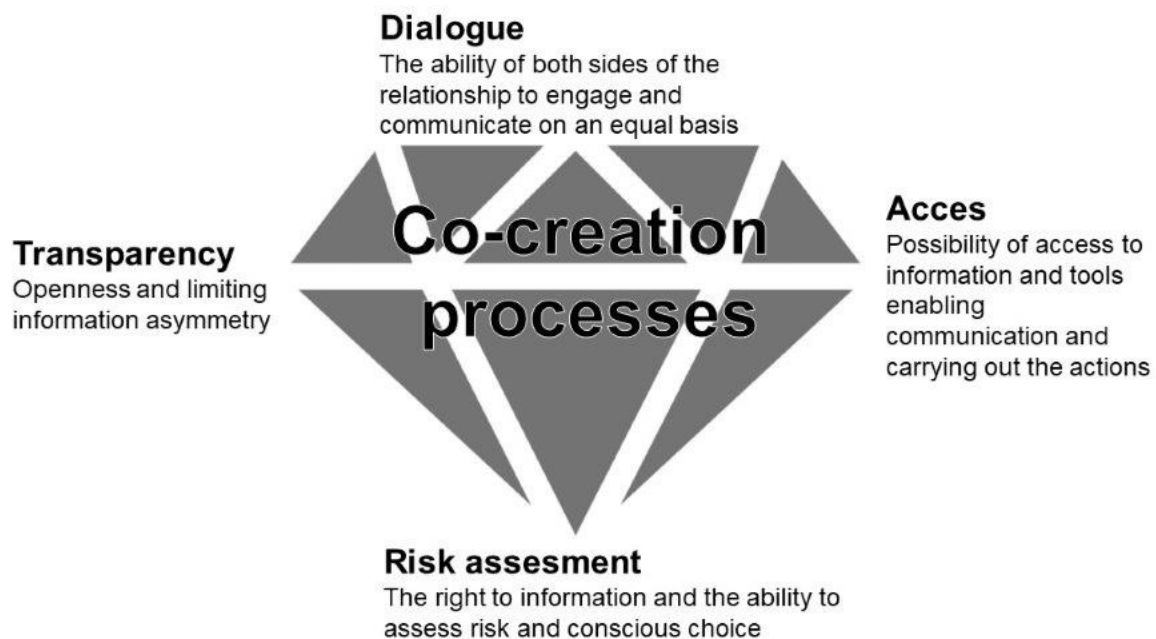 Dialogue
The ability of both sides of the
relationship to engage and
communicate on an equal basis
Co-creation
processes
Transparency
Openness and limiting
information asymmetry
Acces
Possibility of access to
information and tools
enabling
communication and
carrying out the actions
Risk assesment
The right to information and the ability to
assess risk and conscious choice